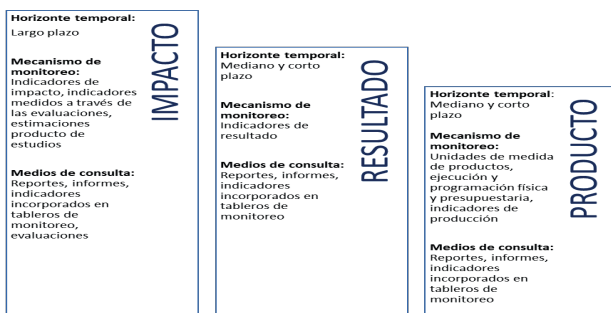 Horizonte temporal:
Largo plazo
Mecanismo de
monitoreo:
Indicadores de
impacto, indicadores
medidos a través de
las evaluaciones,
estimaciones
producto de
estudios
Medios de consulta:
Reportes, informes,
indicadores
incorporados en
tableros de
monitoreo,
evaluaciones
IMPACTO
Horizonte temporal:
Mediano y corto
plazo
Mecanismo de
monitoreo:
Indicadores de
resultado
Medios de consulta:
Reportes, informes,
indicadores
incorporados en
tableros de
monitoreo
RESULTADO
Horizonte temporal:
Mediano y corto
plazo
Mecanismo de
monitoreo:
Unidades de medida
de productos,
ejecución y
programación física
y presupuestaria,
indicadores de
producción
Medios de consulta:
Reportes, informes,
indicadores
incorporados en
tableros de
monitoreo
PRODUCTO